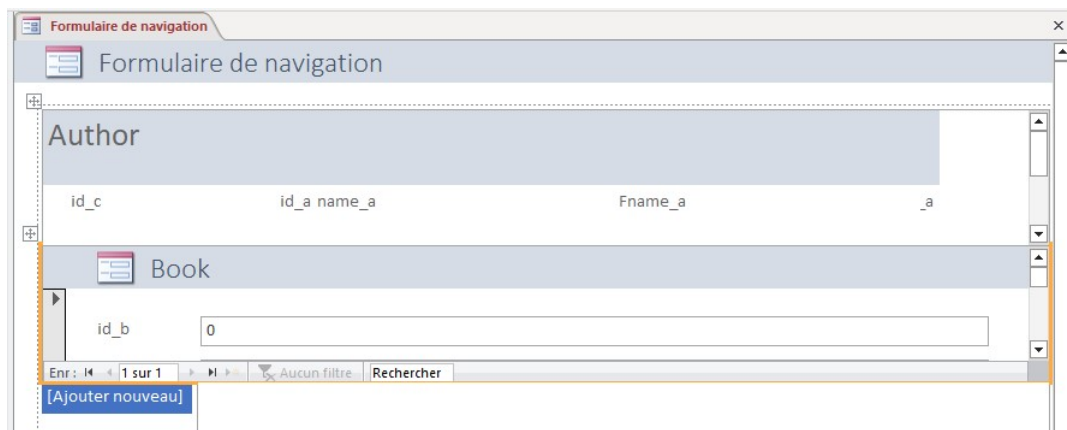 Formulaire de navigation
Formulaire de navigation
Author
id_c id_a name_a Fname_a _a
Book
id_b 0
Enr : 1 sur 1 Aucun filtre Rechercher
[Ajouter nouveau]